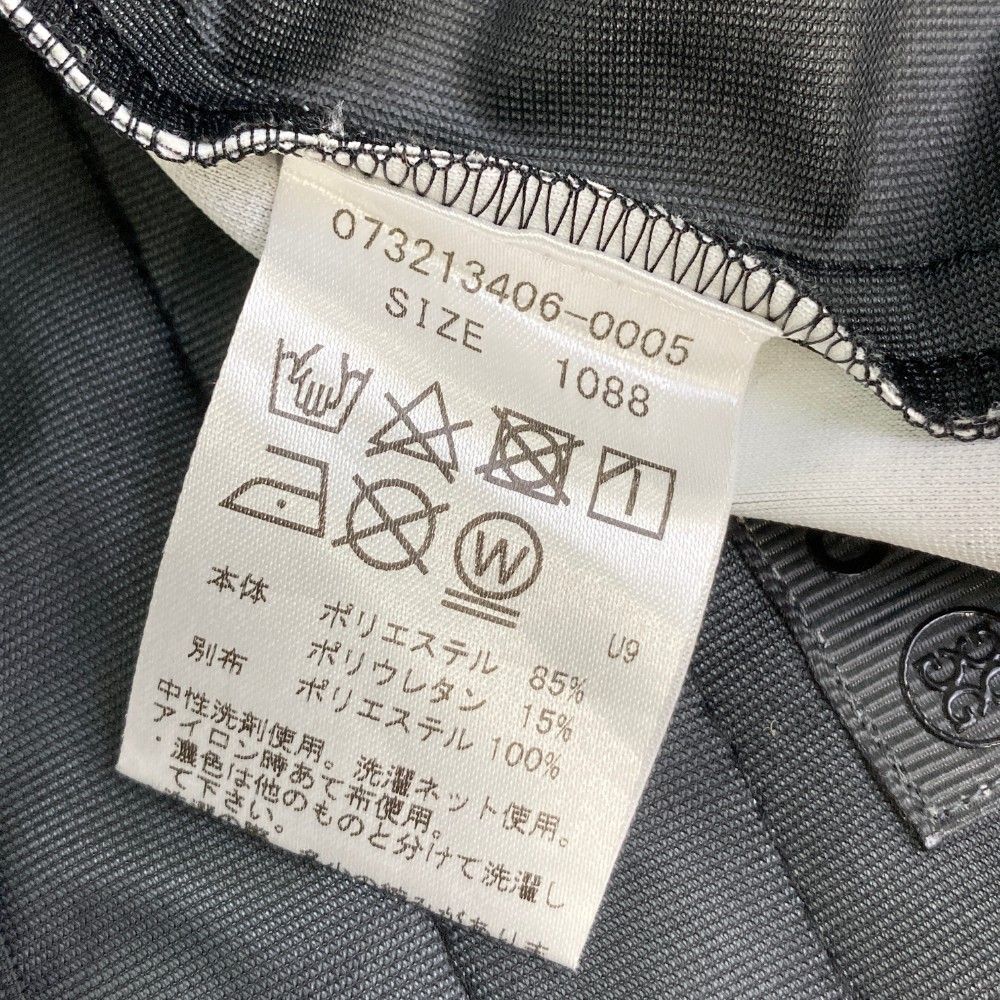 073213406-0005
SIZE 1088
W
U9
本体 ポリエステル 85%
ポリウレタン 15%
別布 ポリエステル 100%
中性洗剤使用。洗濯ネット使用。
アイロン時あて布使用。
・濃色は他のものと分けて洗濯し
て下さい。